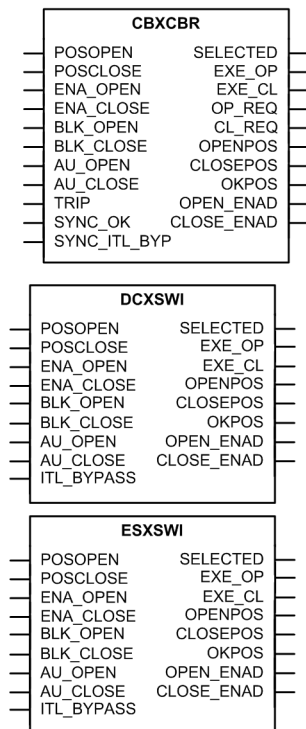 CBXCBR
POSOPEN SELECTED
POSCLOSE EXE_OP
ENA_OPEN EXE_CL
ENA_CLOSE OP_REQ
BLK_OPEN CL_REQ
BLK_CLOSE OPENPOS
AU_OPEN CLOSEPOS
AU_CLOSE OKPOS
TRIP OPEN_ENAD
SYNC_OK CLOSE_ENAD
SYNC_ITL_BYP
DCXSWI
POSOPEN SELECTED
POSCLOSE EXE_OP
ENA_OPEN EXE_CL
ENA_CLOSE OPENPOS
BLK_OPEN CLOSEPOS
BLK_CLOSE OKPOS
AU_OPEN OPEN_ENAD
AU_CLOSE CLOSE_ENAD
ITL_BYPASS
ESXSWI
POSOPEN SELECTED
POSCLOSE EXE_OP
ENA_OPEN EXE_CL
ENA_CLOSE OPENPOS
BLK_OPEN CLOSEPOS
BLK_CLOSE OKPOS
AU_OPEN OPEN_ENAD
AU_CLOSE CLOSE_ENAD
ITL_BYPASS